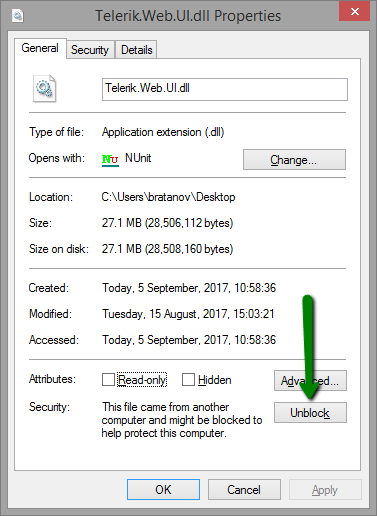 Telerik.Web.UI.dll Properties
General Security Details
Telerik.Web.UI.dll
Type of file: Application extension (.dll)
Opens with: NU NUnit Change...
Location: C:\Users\bratanov\Desktop
Size: 27.1 MB (28,506,112 bytes)
Size on disk: 27.1 MB (28,508,160 bytes)
Created: Today, 5 September, 2017, 10:58:36
Modified: Tuesday, 15 August, 2017, 15:03:21
Accessed: Today, 5 September, 2017, 10:58:36
Attributes: Read-only Hidden Advanced...
Security: This file came from another
computer and might be blocked to
help protect this computer.
Unblock
OK Cancel Apply